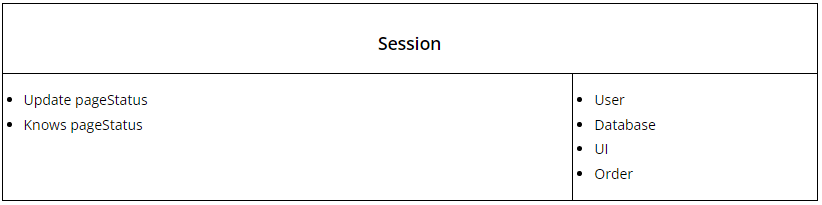 Session
Update pageStatus
Knows pageStatus
User
Database
UI
Order